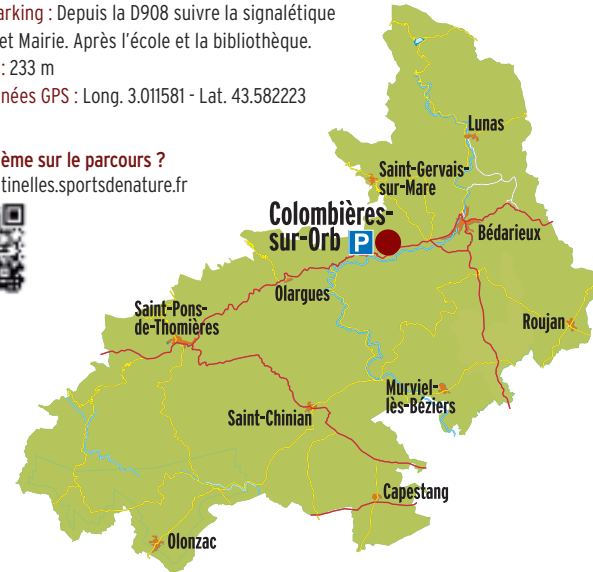 arking : Depuis la D908 suivre la signalétique
et Mairie. Après l'école et la bibliothèque.
: 233 m
nées GPS : Long. 3.011581 - Lat. 43.582223
ème sur le parcours ?
tinelles.sportsdenature.fr
Lunas
Saint-Gervais-
sur-Mare
Colombières-
sur-Orb P
Bédarieux
Olargues
Saint-Pons-
de-Thomières
Roujan
Murviel-
lès-Béziers
Saint-Chinian
Capestang
Olonzac